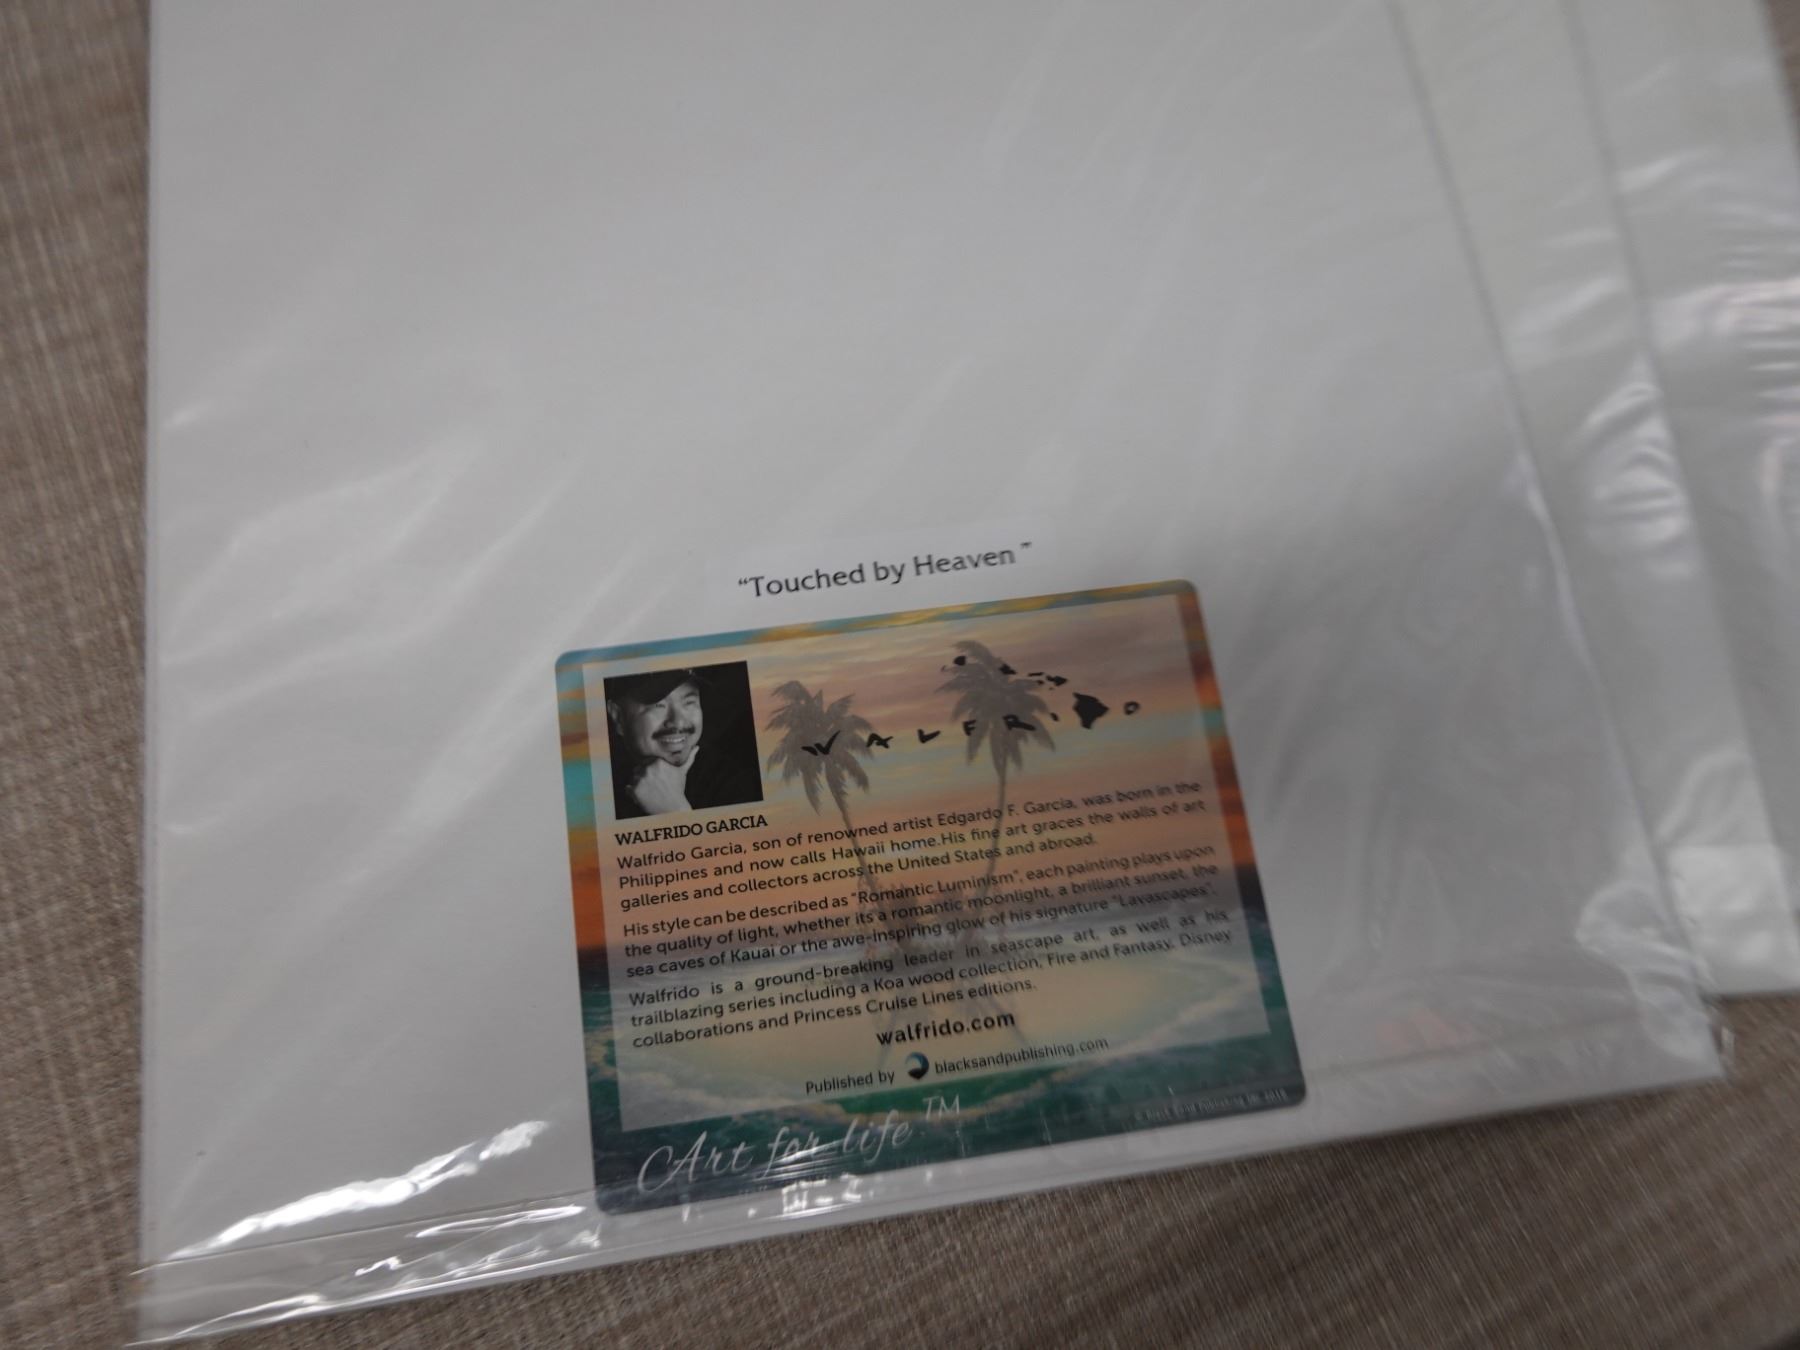 “Touched by Heaven”
WALFRIDO
WALFRIDO GARCIA
Walfrido Garcia, son of renowned artist Edgardo F. Garcia, was born in the
Philippines and now calls Hawaii home.His fine art graces the walls of art
galleries and collectors across the United States and abroad.
His style can be described as "Romantic Luminism", each painting plays upon
the quality of light, whether its a romantic moonlight, a brilliant sunset, the
sea caves of Kauai or the awe-inspiring glow of his signature "Lavascapes".
Walfrido is a ground-breaking leader in seascape art, as well as his
trailblazing series including a Koa wood collection, Fire and Fantasy, Disney
collaborations and Princess Cruise Lines editions.
walfrido.com
Published by blacksandpublishing.com
Art for life™
© Black Sand Publishing Inc.